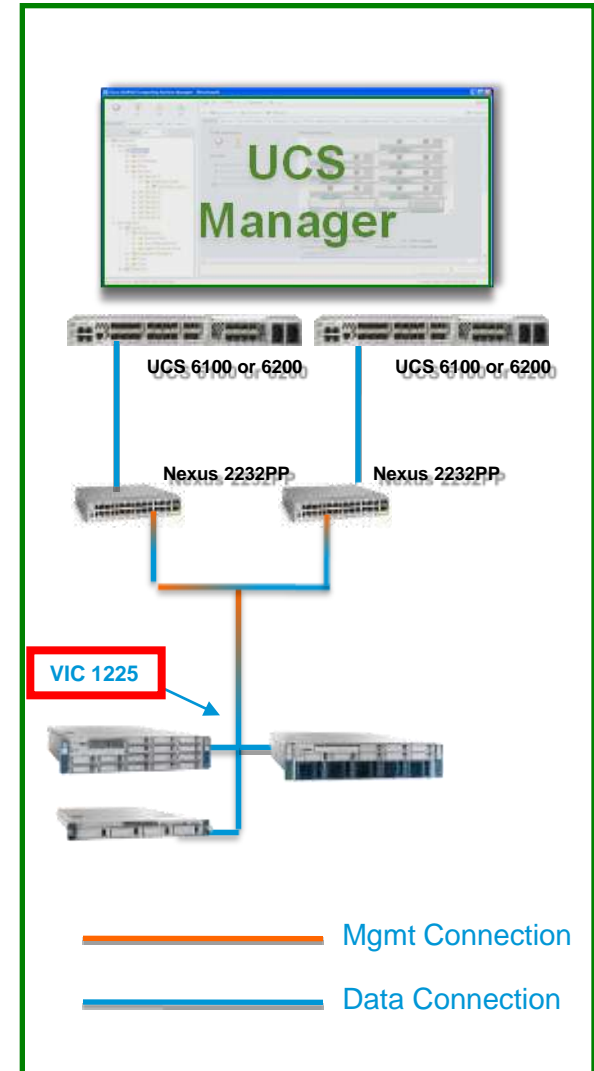 UCS
Manager
UCS 6100 or 6200
UCS 6100 or 6200
Nexus 2232PP
Nexus 2232PP
VIC 1225
Mgmt Connection
Data Connection